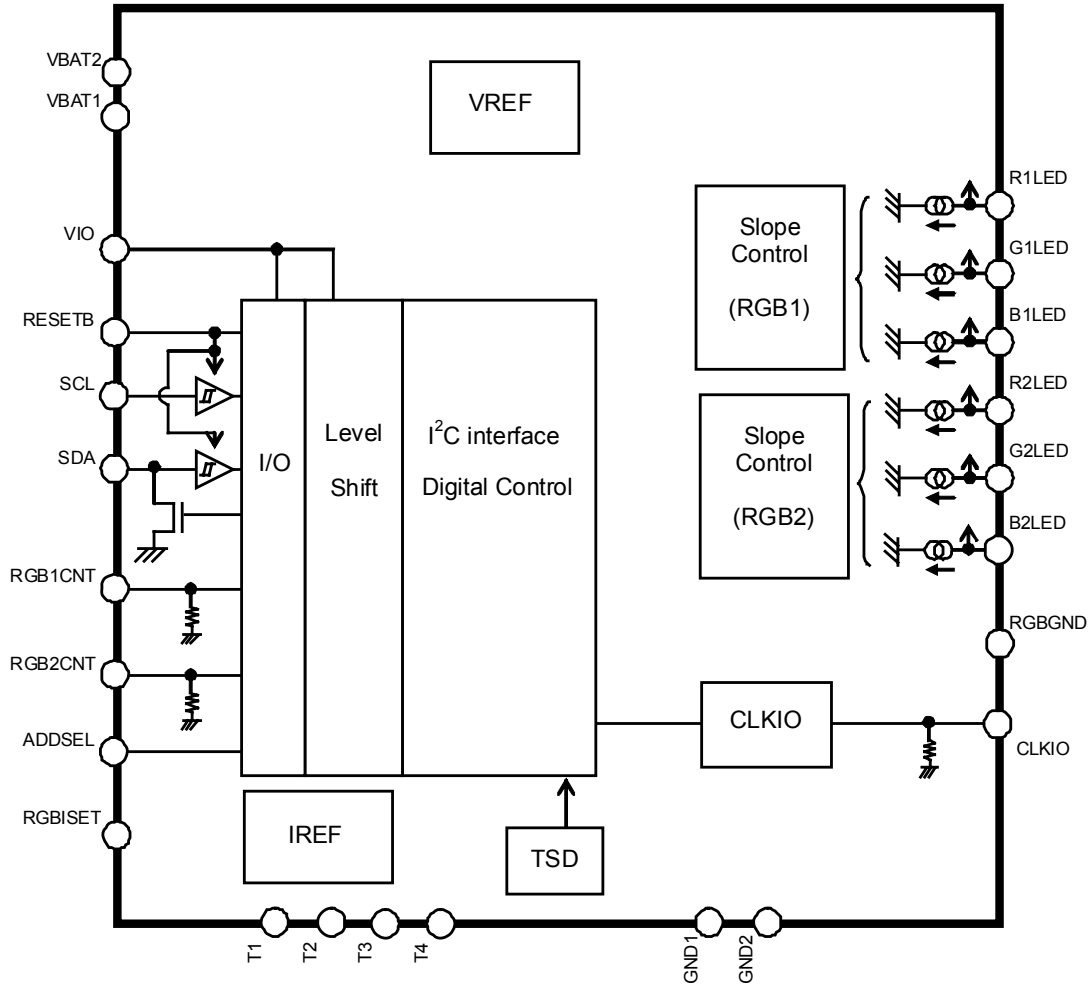 VBAT2
VBAT1
VREF
VIO
RESETB
SCL
SDA
RGB1CNT
RGB2CNT
ADDSEL
RGBISET
I/O
Level
Shift
I²C interface
Digital Control
Slope
Control
(RGB1)
Slope
Control
(RGB2)
R1LED
G1LED
B1LED
R2LED
G2LED
B2LED
RGBGND
CLKIO
CLKIO
IREF
TSD
T1
T2
T3
T4
GND1
GND2